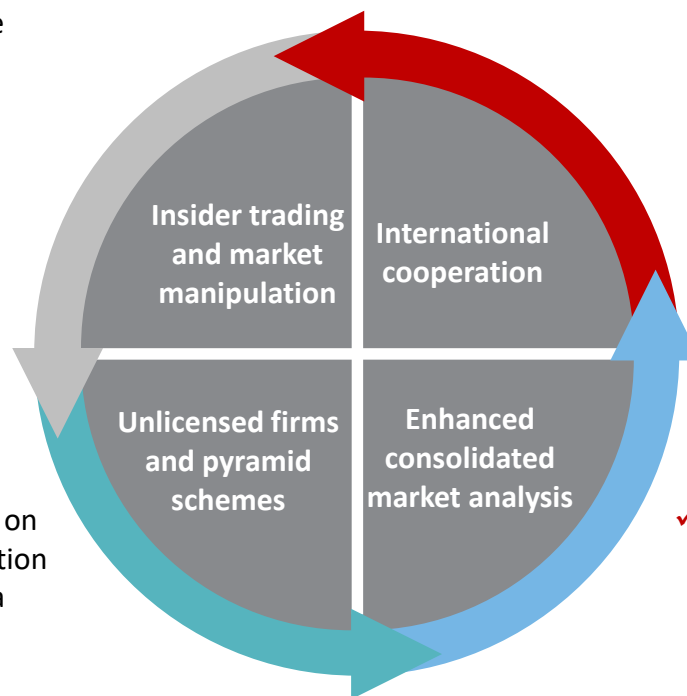 e
Insider trading
and market
manipulation
International
cooperation
Unlicensed firms
and pyramid
schemes
Enhanced
consolidated
market analysis
on
tion
a